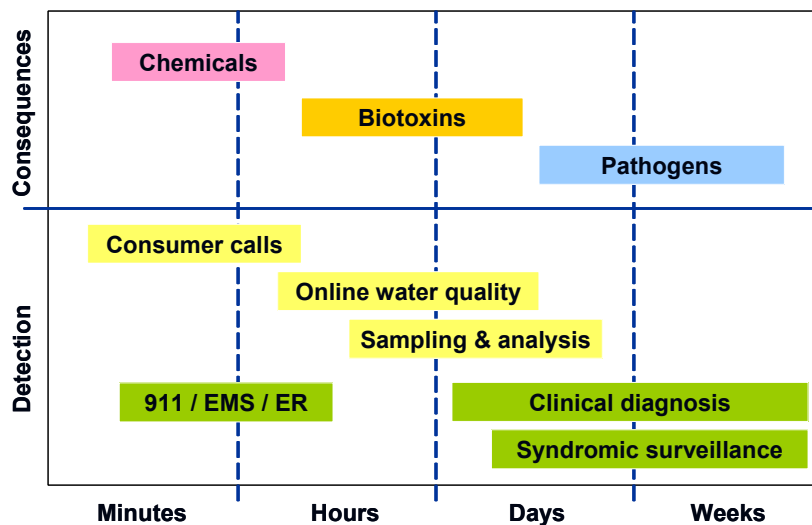 Consequences
Chemicals
Biotoxins
Pathogens
Detection
Consumer calls
Online water quality
Sampling & analysis
911 / EMS / ER
Clinical diagnosis
Syndromic surveillance
Minutes
Hours
Days
Weeks